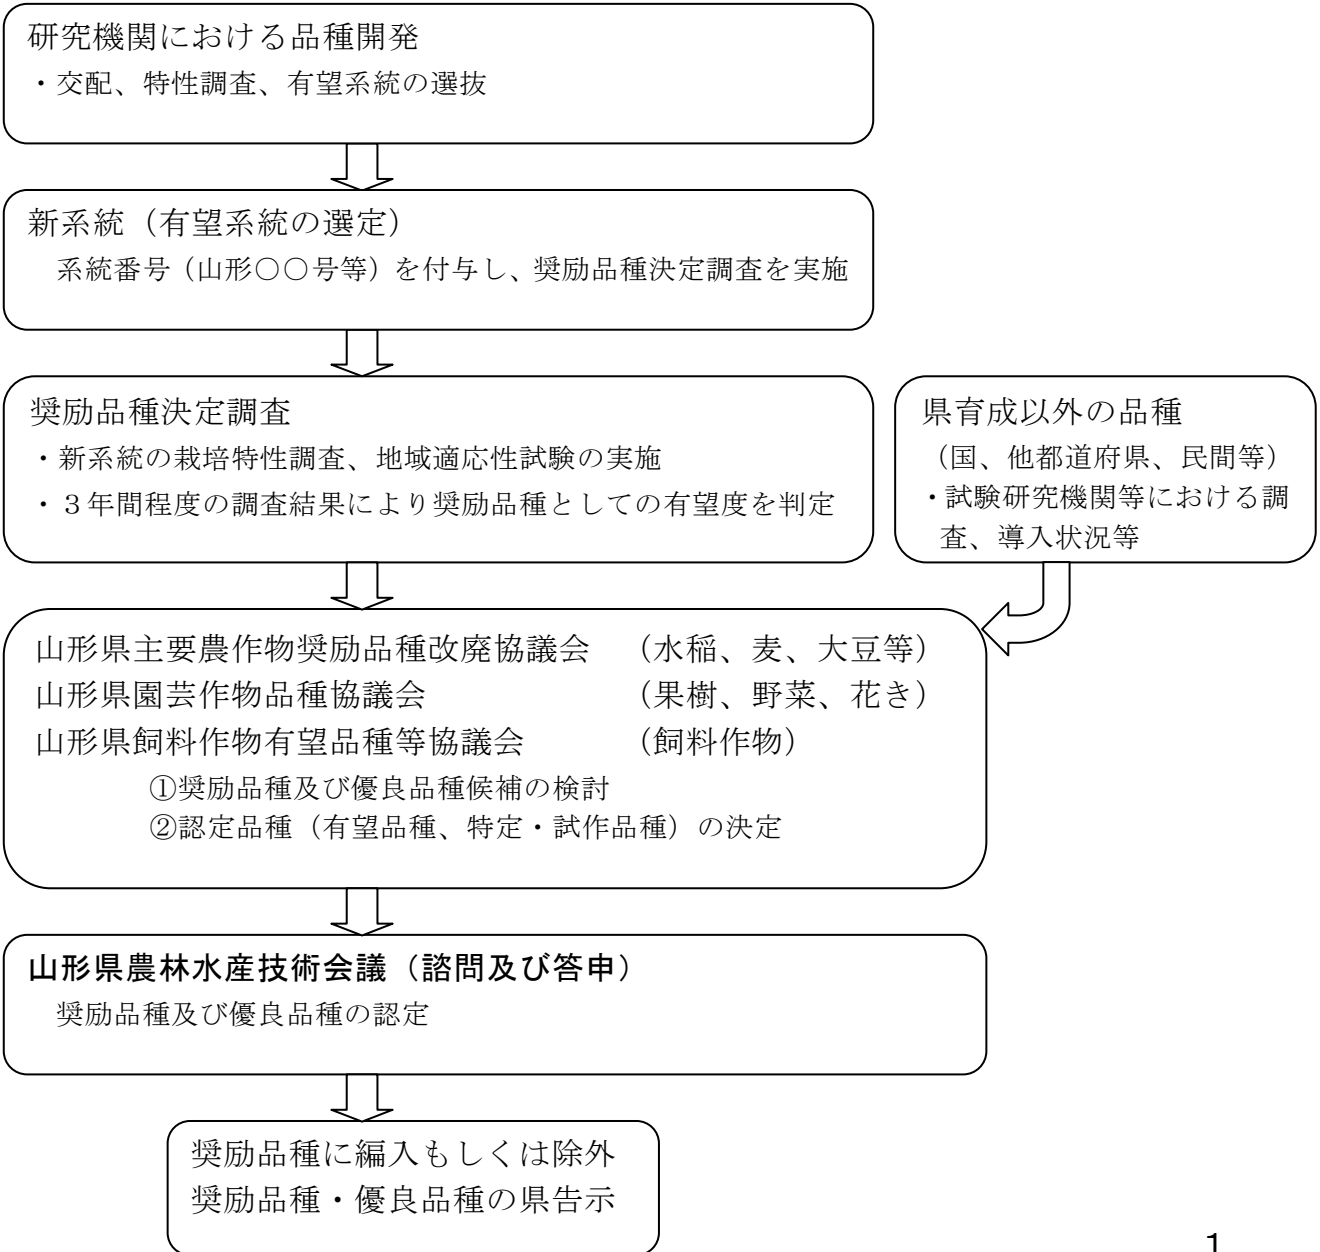 研究機関における品種開発
・交配、特性調査、有望系統の選抜
新系統（有望系統の選定）
系統番号（山形○○号等）を付与し、奨励品種決定調査を実施
奨励品種決定調査
・新系統の栽培特性調査、地域適応性試験の実施
・３年間程度の調査結果により奨励品種としての有望度を判定
県育成以外の品種
（国、他都道府県、民間等）
・試験研究機関等における調
査、導入状況等
山形県主要農作物奨励品種改廃協議会　（水稲、麦、大豆等）
山形県園芸作物品種協議会　（果樹、野菜、花き）
山形県飼料作物有望品種等協議会　（飼料作物）
①奨励品種及び優良品種候補の検討
②認定品種（有望品種、特定・試作品種）の決定
山形県農林水産技術会議（諮問及び答申）
奨励品種及び優良品種の認定
奨励品種に編入もしくは除外
奨励品種・優良品種の県告示
1